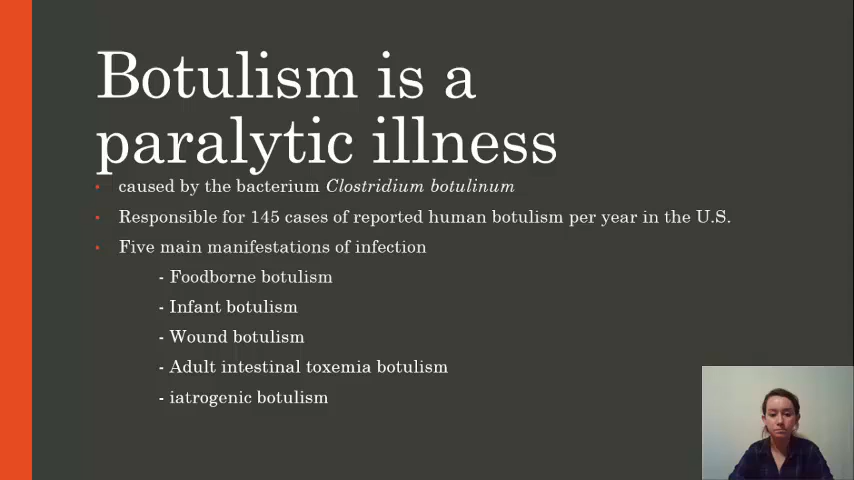 Botulism is a
paralytic illness
• caused by the bacterium Clostridium botulinum
• Responsible for 145 cases of reported human botulism per year in the U.S.
• Five main manifestations of infection
- Foodborne botulism
- Infant botulism
- Wound botulism
- Adult intestinal toxemia botulism
- iatrogenic botulism